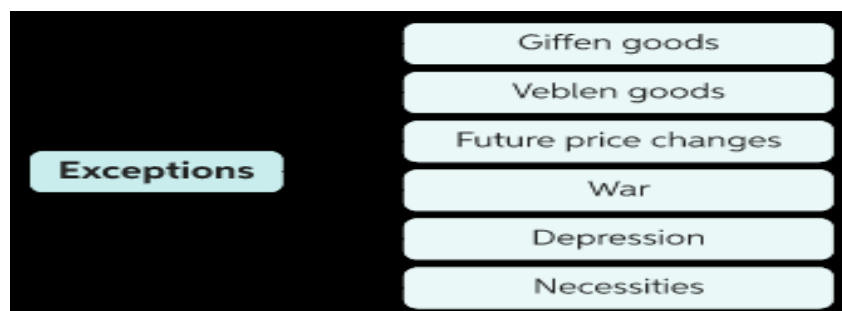 Exceptions
Giffen goods
Veblen goods
Future price changes
War
Depression
Necessities